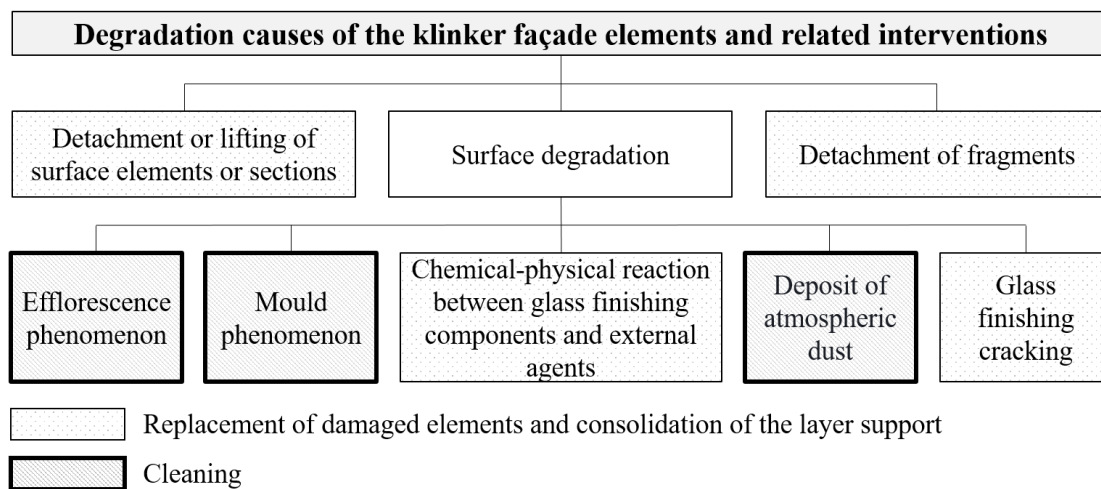 Degradation causes of the klinker façade elements and related interventions
Detachment or lifting of
surface elements or sections
Surface degradation
Detachment of fragments
Efflorescence
phenomenon
Mould
phenomenon
Chemical-physical reaction
between glass finishing
components and external
agents
Deposit of
atmospheric
dust
Glass
finishing
cracking
Replacement of damaged elements and consolidation of the layer support
Cleaning